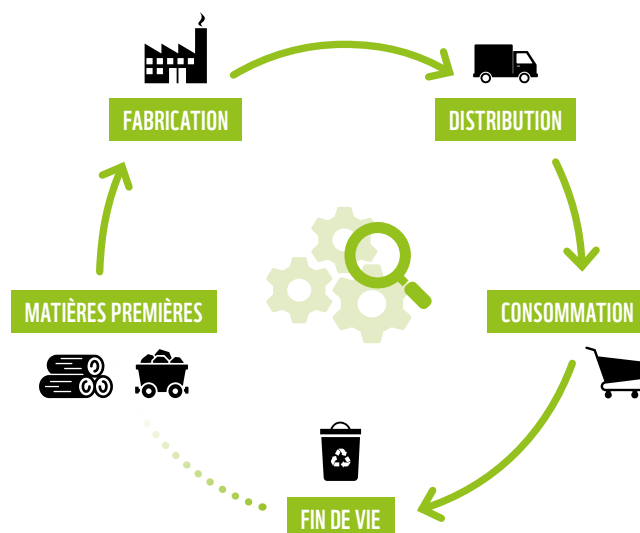 FABRICATION
DISTRIBUTION
MATIÈRES PREMIÈRES
CONSOMMATION
FIN DE VIE